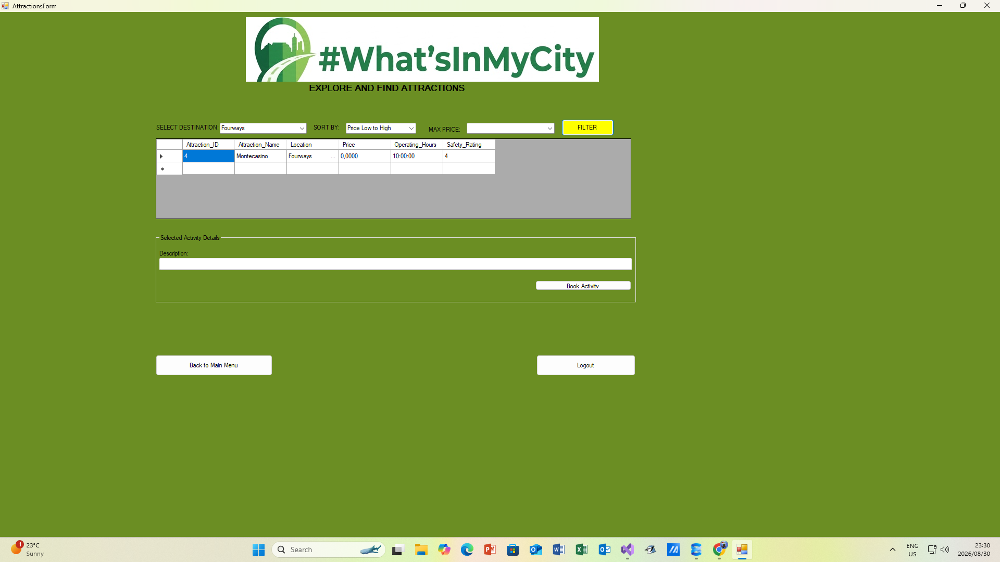 AttractionsForm
#What'sInMyCity
EXPLORE AND FIND ATTRACTIONS
SELECT DESTINATION: Fourways SORT BY: Price Low to High MAX PRICE: FILTER
Attraction_ID Attraction_Name Location Price Operating_Hours Safety_Rating
4 Montecasino Fourways ... 0,0000 10:00:00 4
Selected Activity Details
Description:
Book Activity
Back to Main Menu Logout
1 23°C Search ENG 23:30
Sunny US 2026/08/30